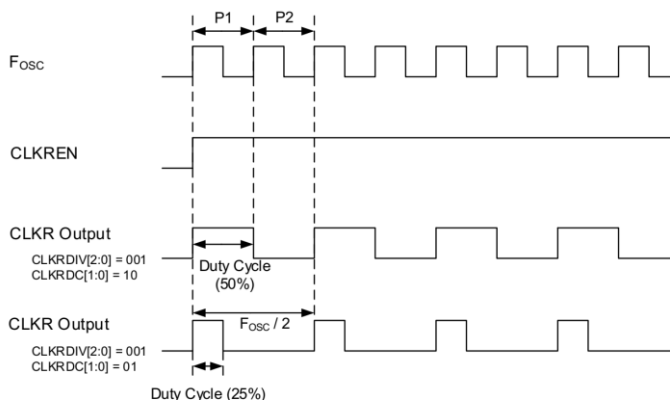 P1 P2
FOSC
CLKREN
CLKR Output
CLKRDIV[2:0] = 001
CLKRDC[1:0] = 10
Duty Cycle
(50%)
FOSC / 2
CLKR Output
CLKRDIV[2:0] = 001
CLKRDC[1:0] = 01
Duty Cycle (25%)